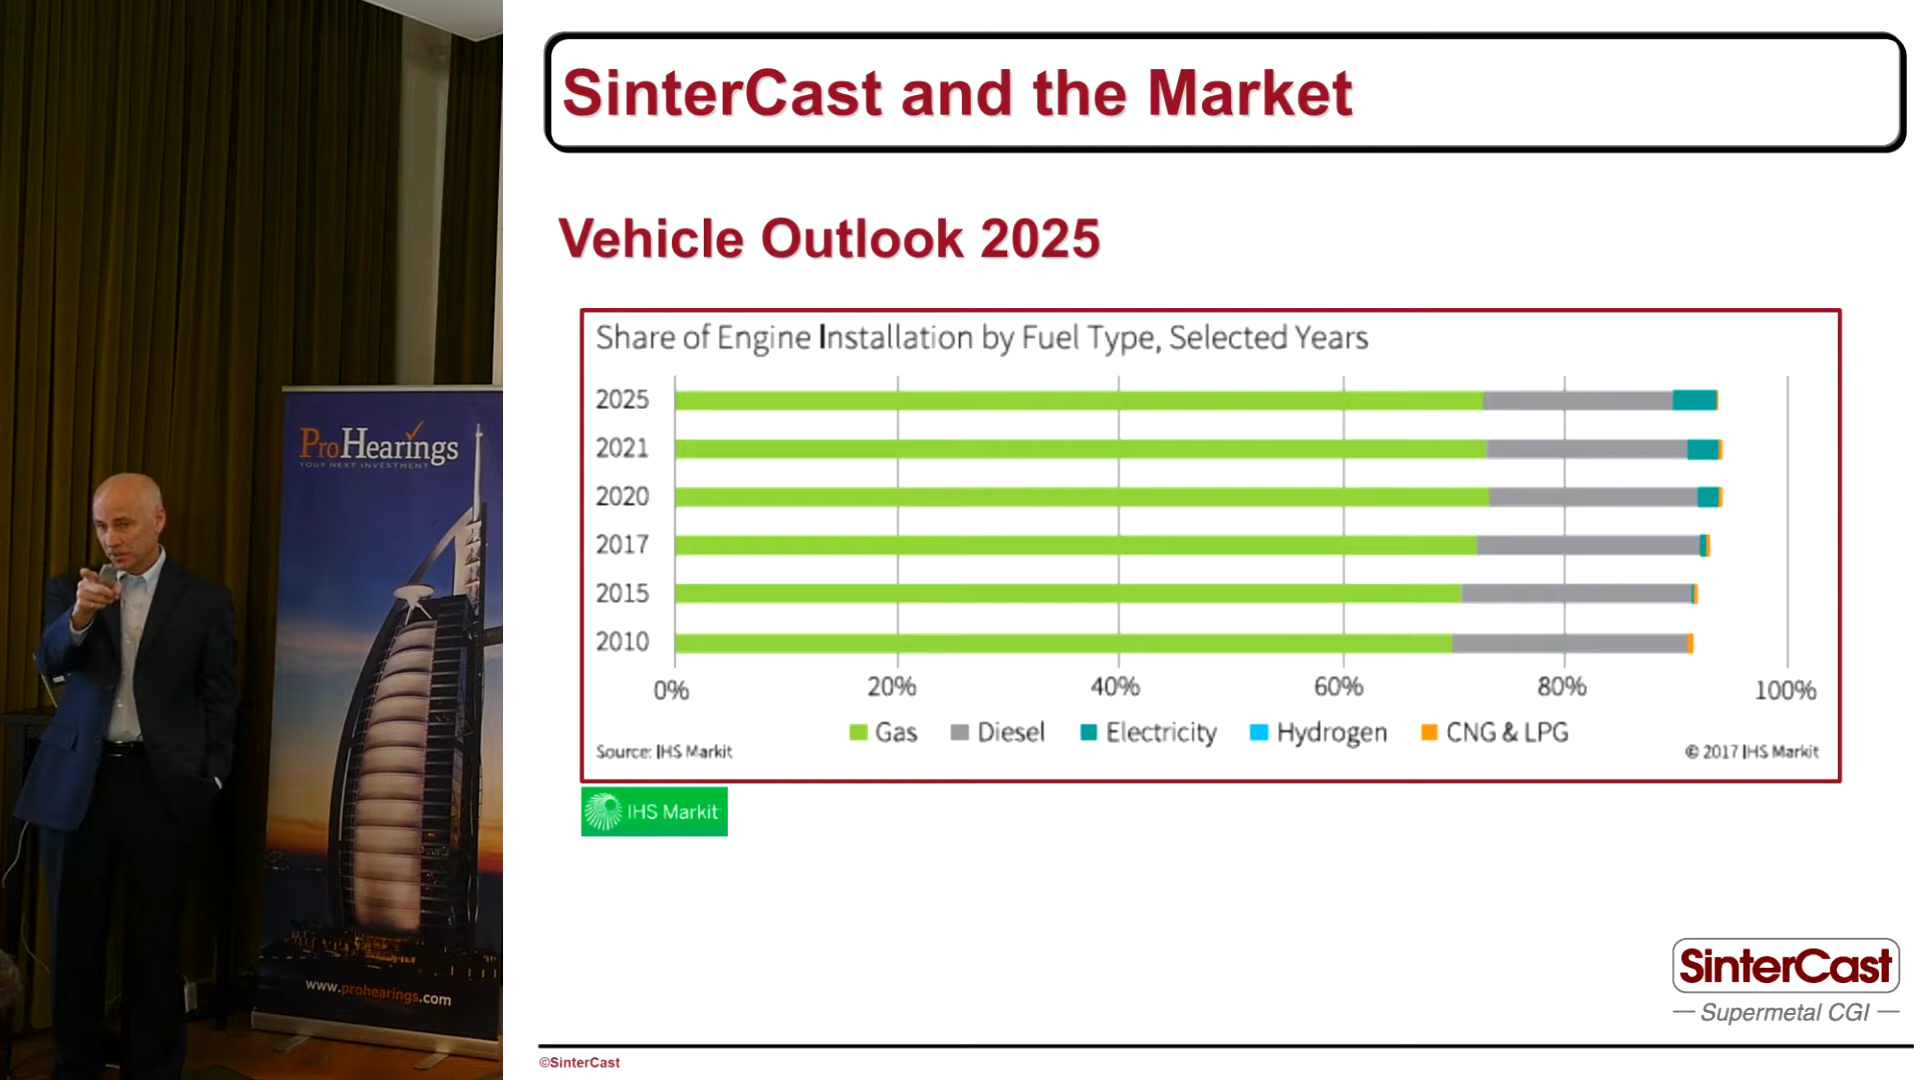 SinterCast and the Market
Vehicle Outlook 2025
Share of Engine Installation by Fuel Type, Selected Years
2025
2021
2020
2017
2015
2010
0% 20% 40% 60% 80% 100%
Gas Diesel Electricity Hydrogen CNG & LPG
Source: IHS Markit
© 2017 IHS Markit
IHS Markit
SinterCast
— Supermetal CGI —
©SinterCast
ProHearings
YOUR NEXT INVESTMENT
www.prohearings.com